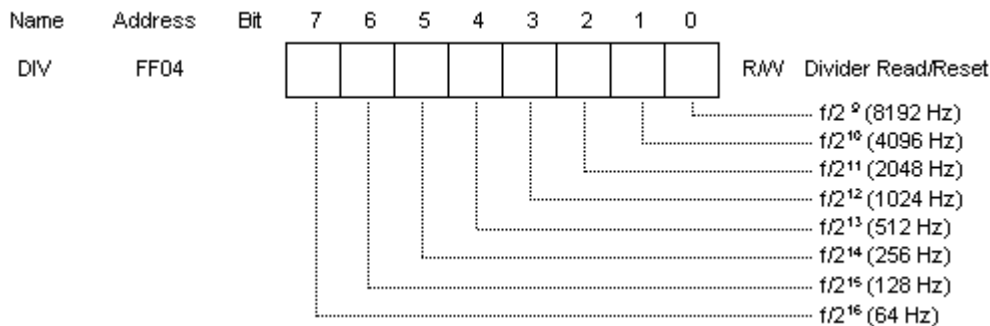 Name Address Bit 7 6 5 4 3 2 1 0
DIV FF04 R/W Divider Read/Reset
f/2⁹ (8192 Hz)
f/2¹⁰ (4096 Hz)
f/2¹¹ (2048 Hz)
f/2¹² (1024 Hz)
f/2¹³ (512 Hz)
f/2¹⁴ (256 Hz)
f/2¹⁵ (128 Hz)
f/2¹⁶ (64 Hz)